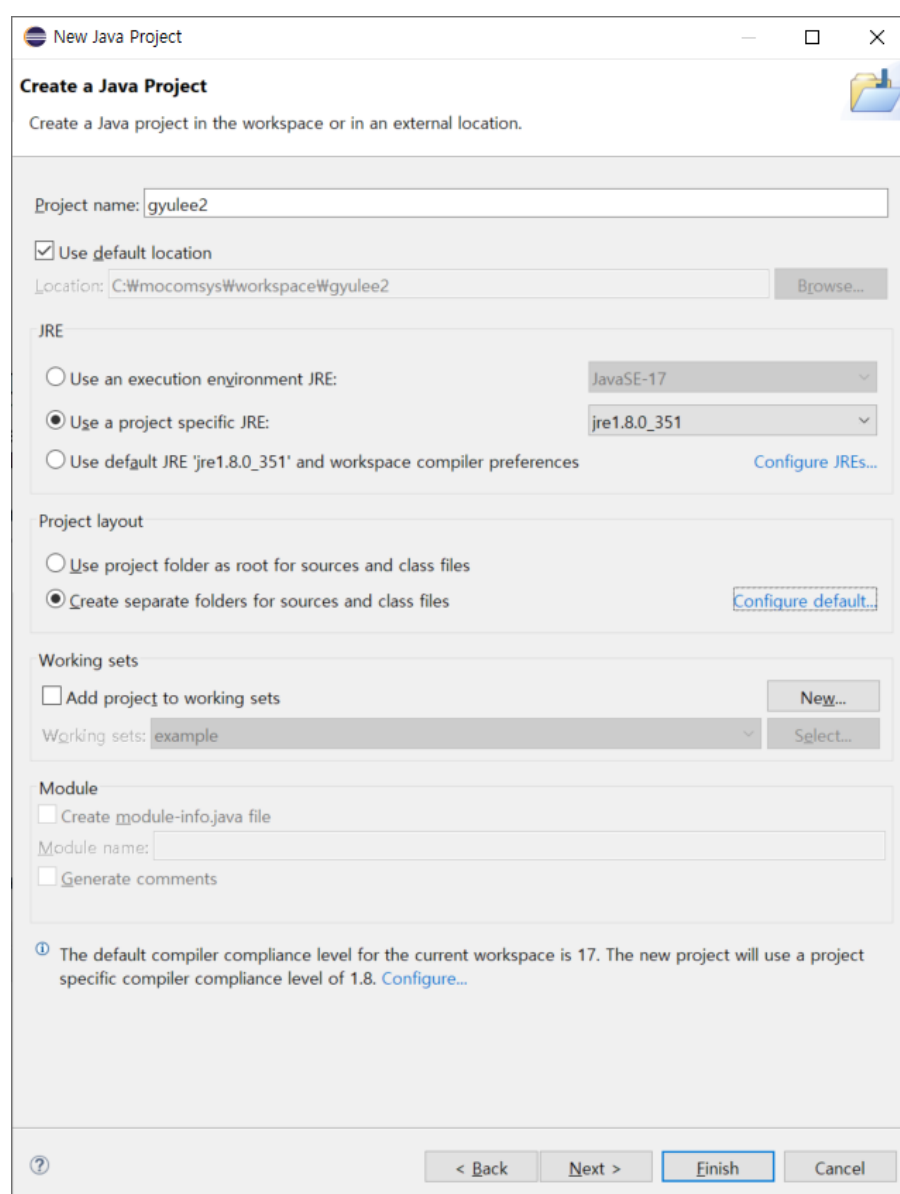 New Java Project
Create a Java Project
Create a Java project in the workspace or in an external location.
Project name: gyulee2
Use default location
Location: C:₩mocomsys₩workspace₩gyulee2 Browse...
JRE
Use an execution environment JRE: JavaSE-17
Use a project specific JRE: jre1.8.0_351
Use default JRE 'jre1.8.0_351' and workspace compiler preferences Configure JREs...
Project layout
Use project folder as root for sources and class files
Create separate folders for sources and class files Configure default...
Working sets
Add project to working sets New...
Working sets: example Select...
Module
Create module-info.java file
Module name:
Generate comments
The default compiler compliance level for the current workspace is 17. The new project will use a project
specific compiler compliance level of 1.8. Configure...
? < Back Next > Finish Cancel